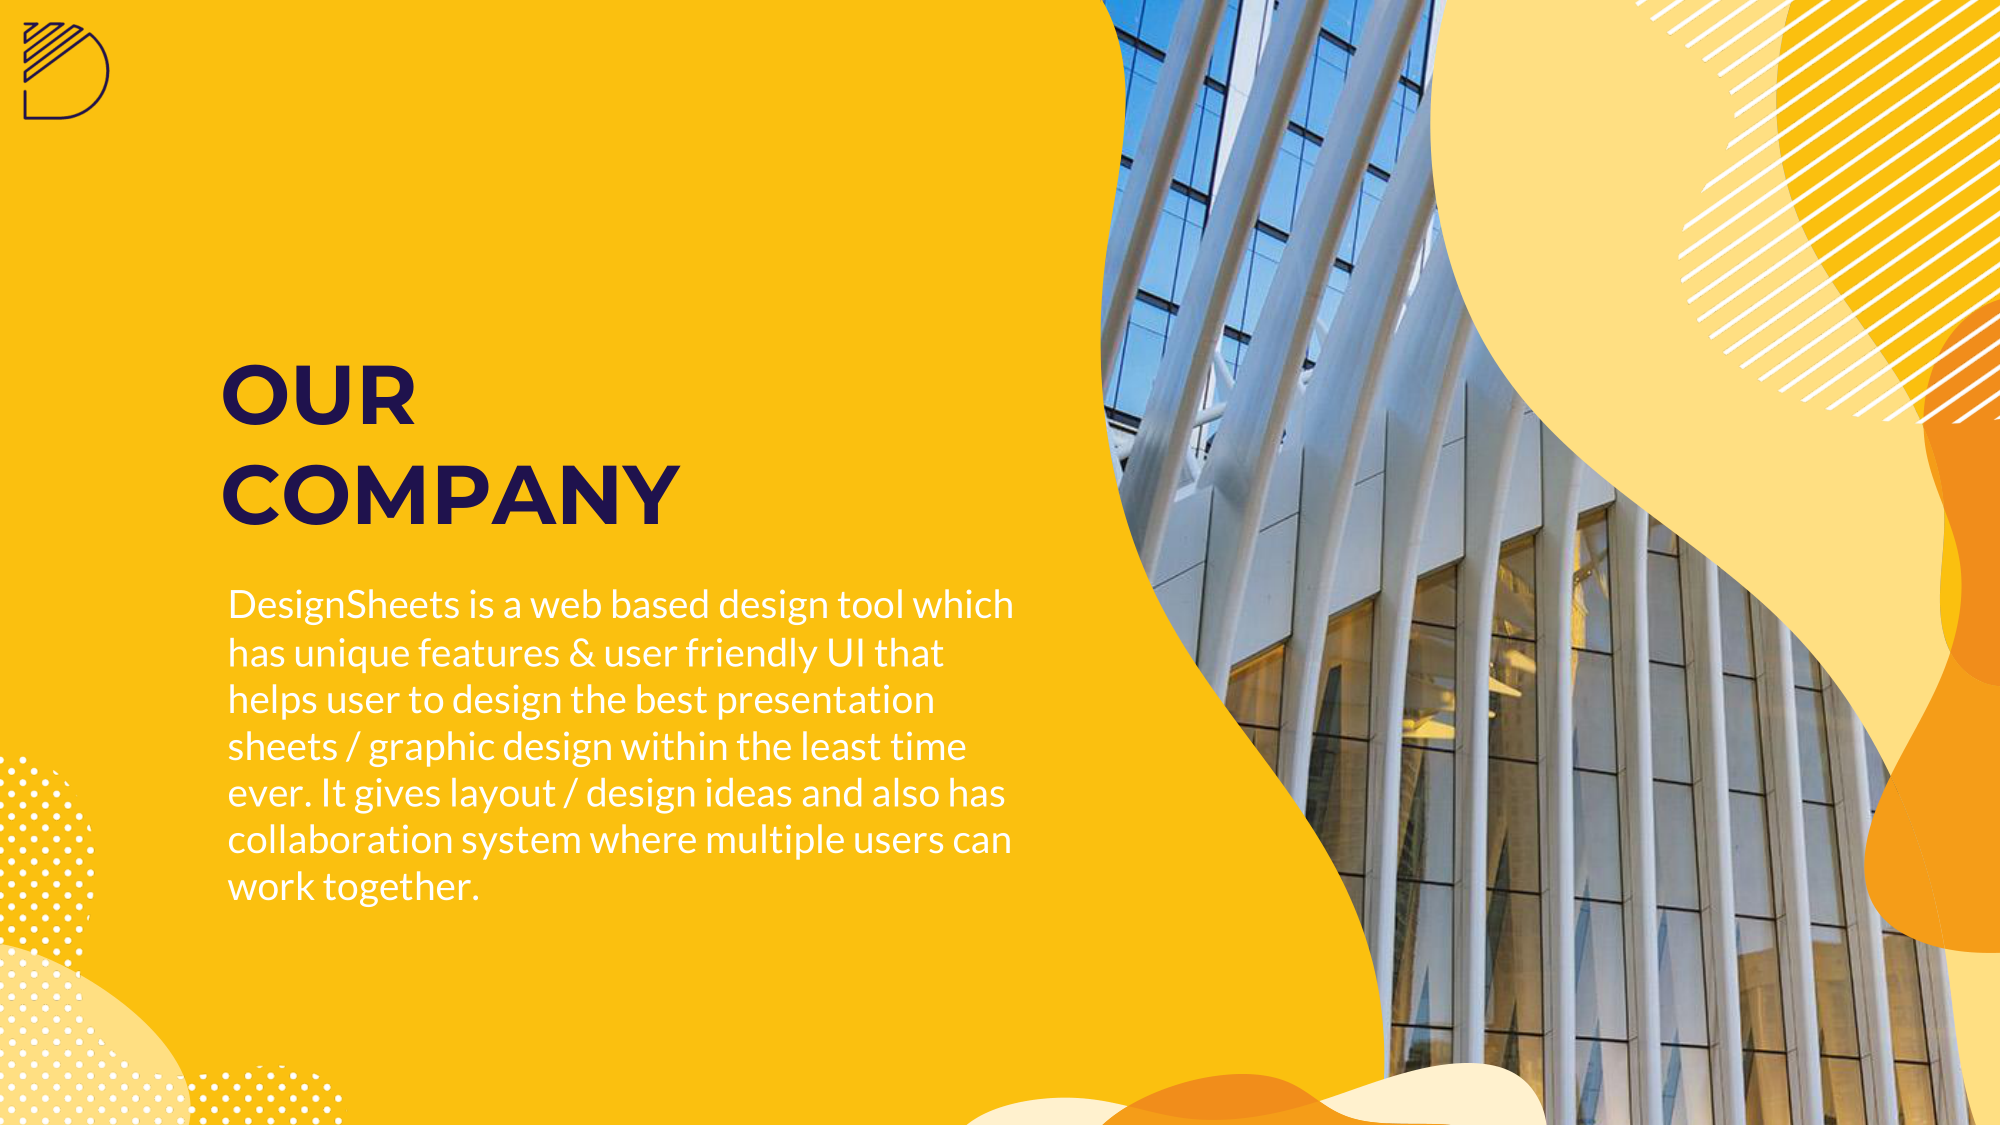 OUR
COMPANY
DesignSheets is a web based design tool which
has unique features & user friendly UI that
helps user to design the best presentation
sheets / graphic design within the least time
ever. It gives layout / design ideas and also has
collaboration system where multiple users can
work together.